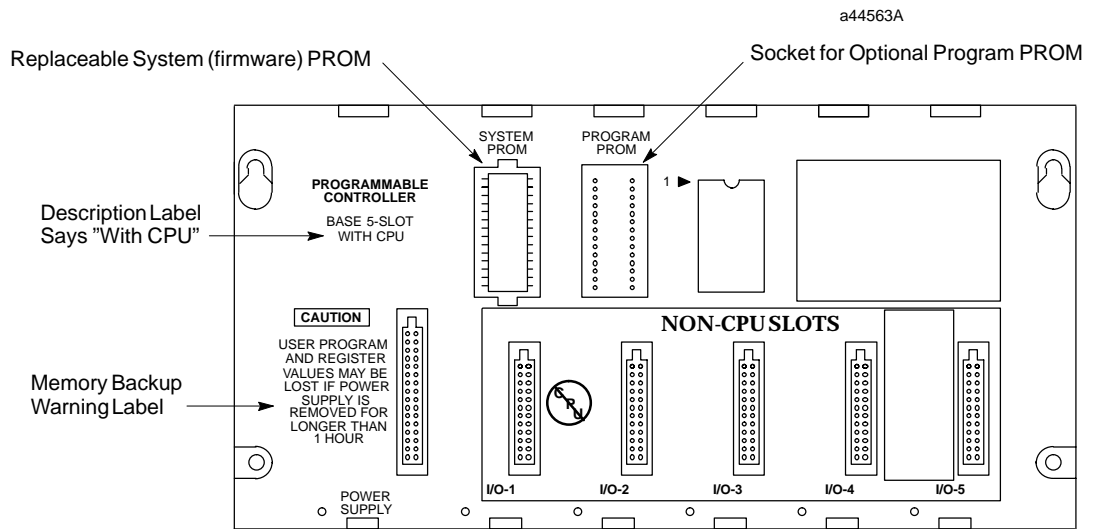 a44563A
Replaceable System (firmware) PROM
Socket for Optional Program PROM
SYSTEM
PROM
PROGRAM
PROM
1
PROGRAMMABLE
CONTROLLER
BASE 5-SLOT
WITH CPU
Description Label
Says "With CPU"
CAUTION
USER PROGRAM
AND REGISTER
VALUES MAY BE
LOST IF POWER
SUPPLY IS
REMOVED FOR
LONGER THAN
1 HOUR
Memory Backup
Warning Label
NON-CPU SLOTS
CPU
I/O-1
I/O-2
I/O-3
I/O-4
I/O-5
POWER
SUPPLY